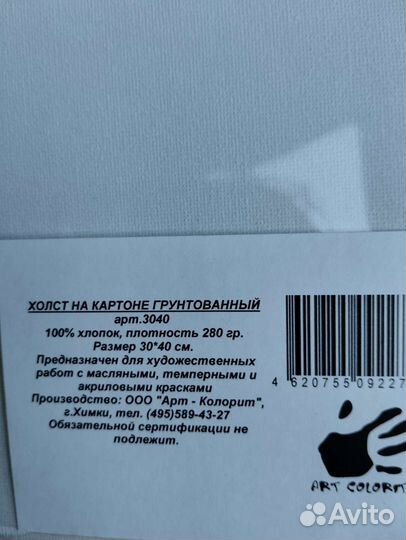 ХОЛСТ НА КАРТОНЕ ГРУНТОВАННЫЙ
арт.3040
100% хлопок, плотность 280 гр.
Размер 30*40 см.
Предназначен для художественных
работ с масляными, темперными и
акриловыми красками
Производство: ООО "Арт - Колорит",
г.Химки, тел. (495)589-43-27
Обязательной сертификации не
подлежит.
4 620755 09227
ART COLORIT
Avito